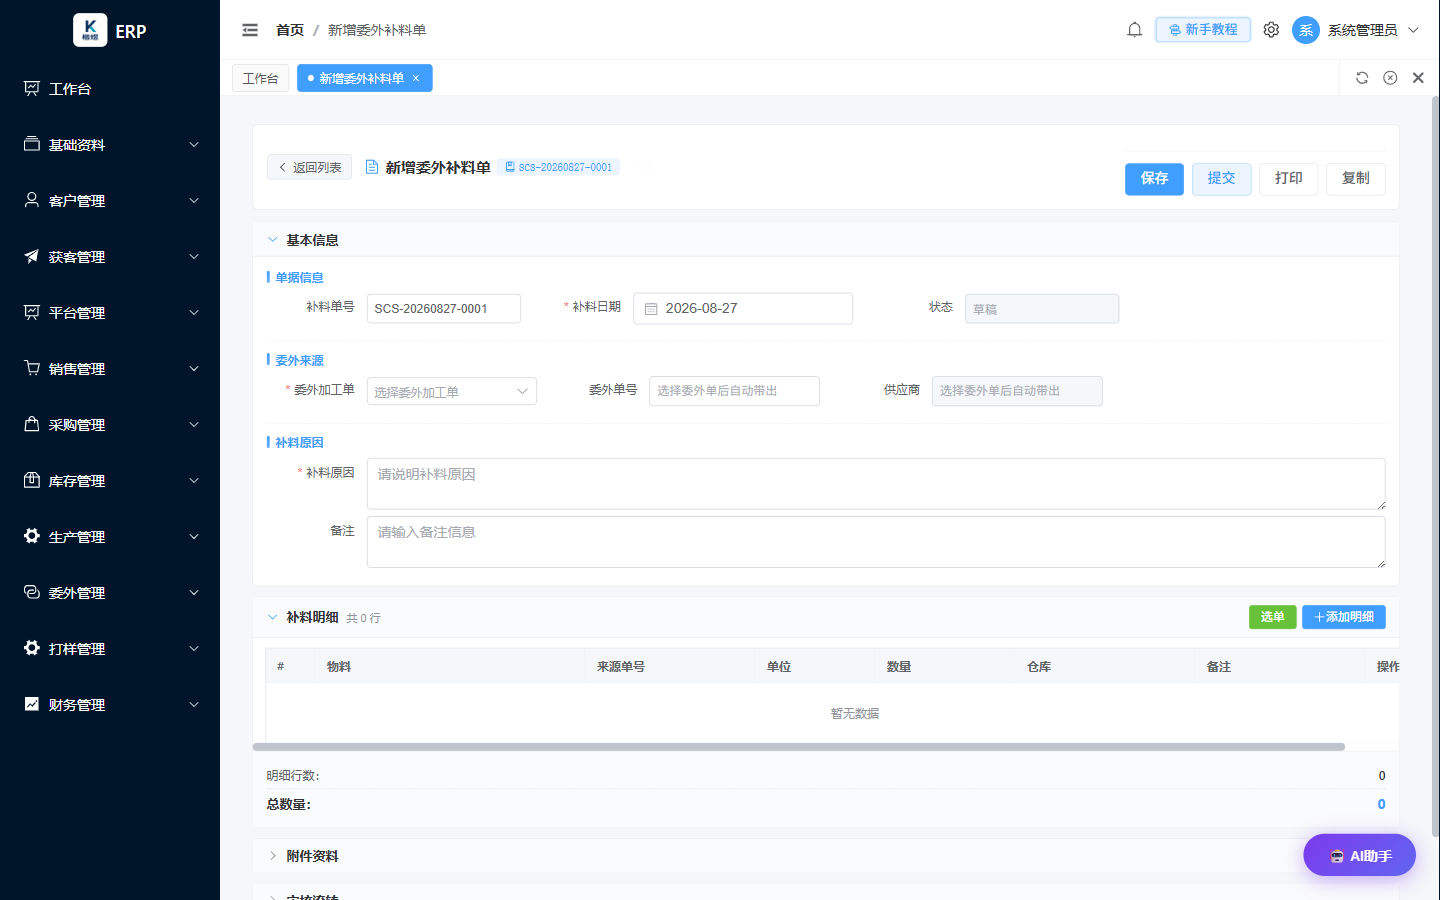 K
ERP
工作台
基础资料
客户管理
获客管理
平台管理
销售管理
采购管理
库存管理
生产管理
委外管理
打样管理
财务管理
首页 / 新增委外补料单
新手教程
系 系统管理员
工作台
新增委外补料单 ×
返回列表
新增委外补料单
SCS-20260827-0001
保存
提交
打印
复制
基本信息
单据信息
补料单号 SCS-20260827-0001
* 补料日期 2026-08-27
状态 草稿
委外来源
* 委外加工单 选择委外加工单
委外单号 选择委外单后自动带出
供应商 选择委外单后自动带出
补料原因
* 补料原因 请说明补料原因
备注 请输入备注信息
补料明细 共 0 行
选单
+添加明细
# 物料 来源单号 单位 数量 仓库 备注 操作
暂无数据
明细行数: 0
总数量: 0
附件资料
AI助手